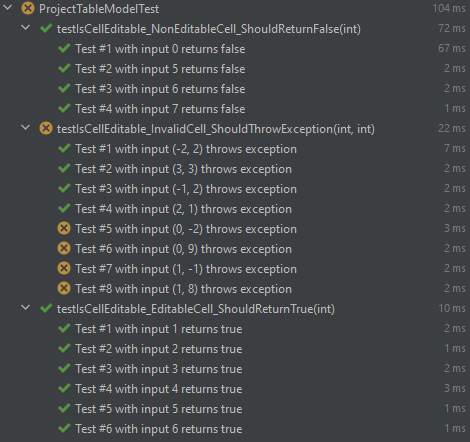 ProjectTableModelTest 104 ms
testIsCellEditable_NonEditableCell_ShouldReturnFalse(int) 72 ms
Test #1 with input 0 returns false 67 ms
Test #2 with input 5 returns false 2 ms
Test #3 with input 6 returns false 2 ms
Test #4 with input 7 returns false 1 ms
testIsCellEditable_InvalidCell_ShouldThrowException(int, int) 22 ms
Test #1 with input (-2, 2) throws exception 7 ms
Test #2 with input (3, 3) throws exception 2 ms
Test #3 with input (-1, 2) throws exception 2 ms
Test #4 with input (2, 1) throws exception 2 ms
Test #5 with input (0, -2) throws exception 3 ms
Test #6 with input (0, 9) throws exception 2 ms
Test #7 with input (1, -1) throws exception 2 ms
Test #8 with input (1, 8) throws exception 2 ms
testIsCellEditable_EditableCell_ShouldReturnTrue(int) 10 ms
Test #1 with input 1 returns true 2 ms
Test #2 with input 2 returns true 1 ms
Test #3 with input 3 returns true 2 ms
Test #4 with input 4 returns true 3 ms
Test #5 with input 5 returns true 1 ms
Test #6 with input 6 returns true 1 ms